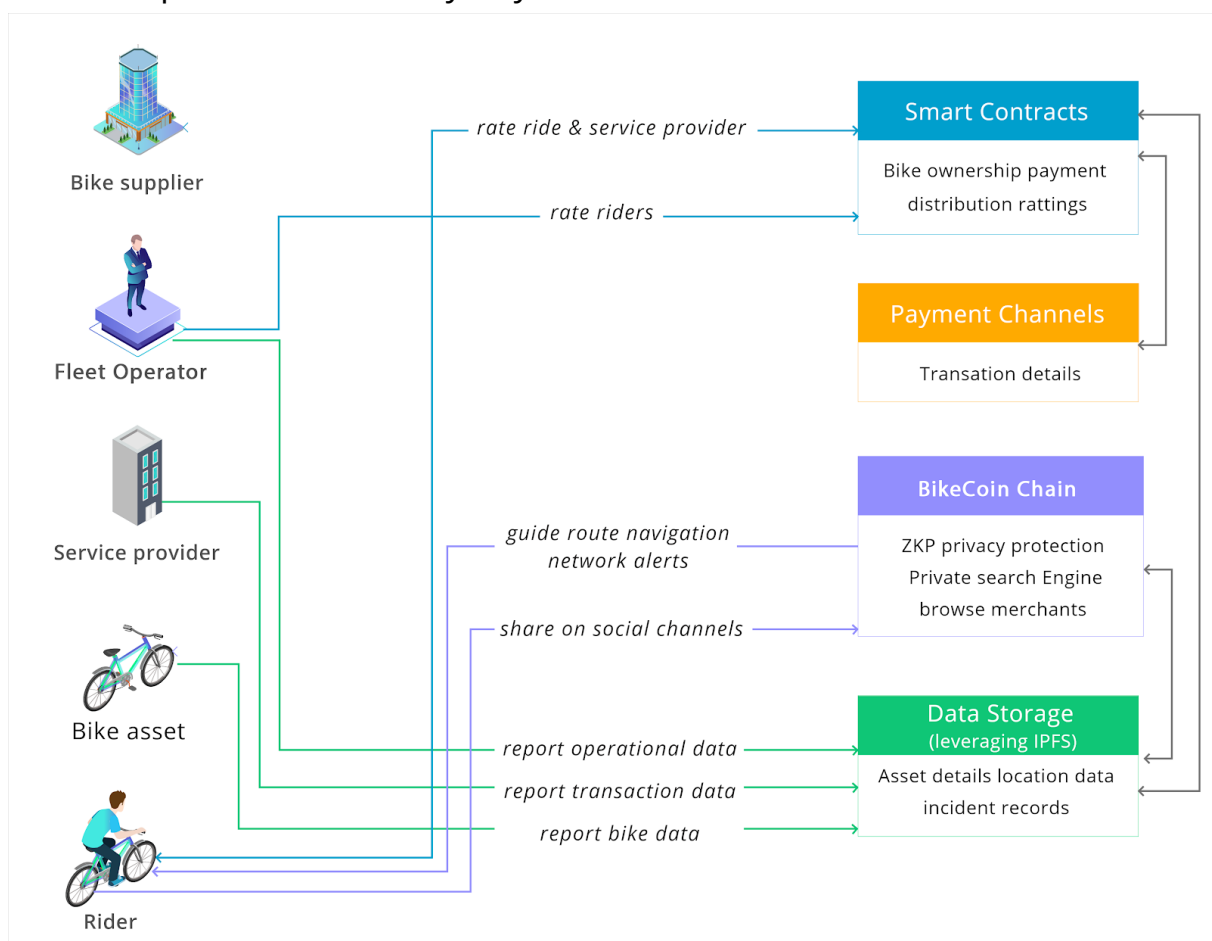 Bike supplier
Fleet Operator
Service provider
Bike asset
Rider
rate ride & service provider
rate riders
guide route navigation
network alerts
share on social channels
report operational data
report transaction data
report bike data
Smart Contracts
Bike ownership payment
distribution rattings
Payment Channels
Transation details
BikeCoin Chain
ZKP privacy protection
Private search Engine
browse merchants
Data Storage
(leveraging IPFS)
Asset details location data
incident records